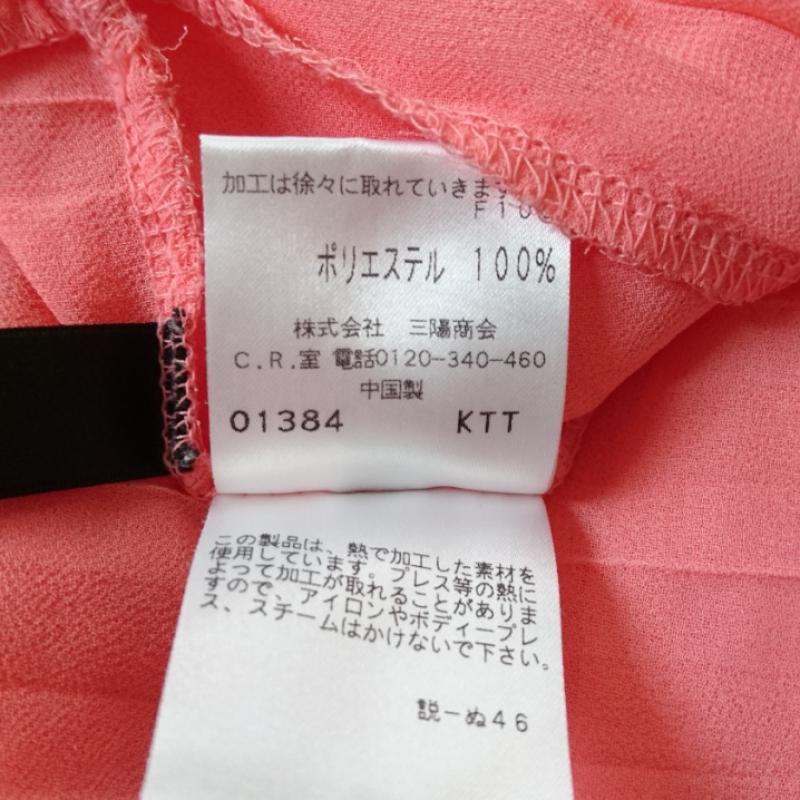 加工は徐々に取れていきます
F10
ポリエステル 100%
株式会社 三陽商会
C.R.室 電話0120-340-460
中国製
01384 KTT
この製品は、熱で加工した素材を
使用しています。プレス等の熱に
よって加工が取れることがありま
すので、アイロンやボディープレ
ス、スチームはかけないで下さい。
説-ぬ46